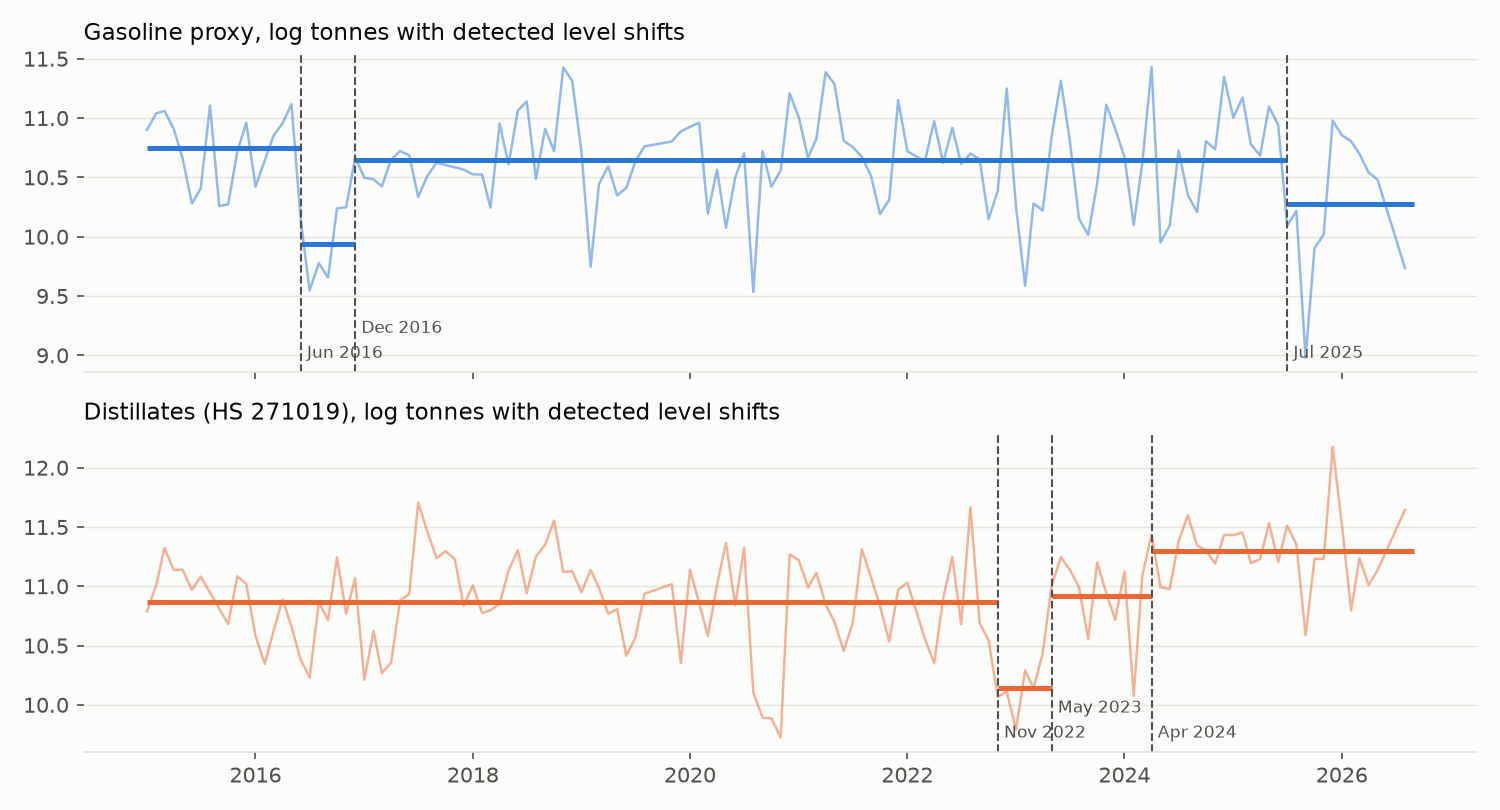 Gasoline proxy, log tonnes with detected level shifts
11.5
11.0
10.5
10.0
9.5
9.0
Dec 2016
Jun 2016
Jul 2025
Distillates (HS 271019), log tonnes with detected level shifts
12.0
11.5
11.0
10.5
10.0
May 2023
Nov 2022
Apr 2024
2016
2018
2020
2022
2024
2026